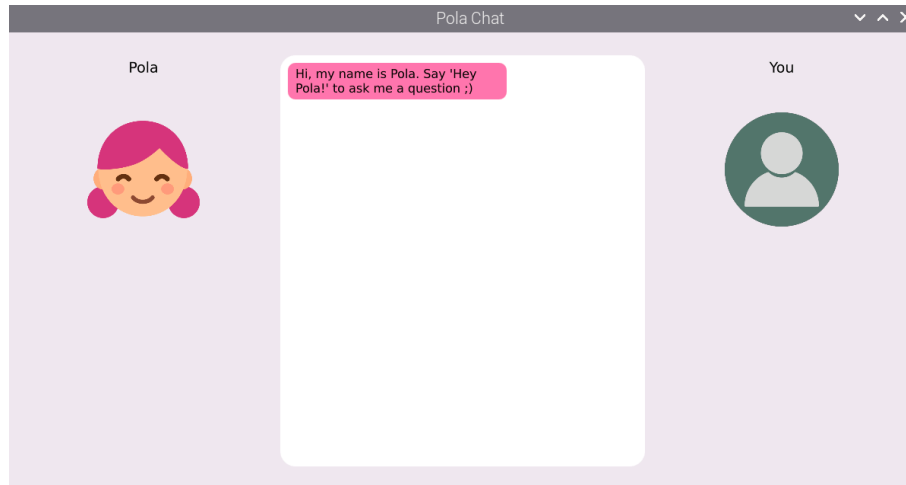 Pola Chat
Pola
Hi, my name is Pola. Say 'Hey
Pola!' to ask me a question ;)
You